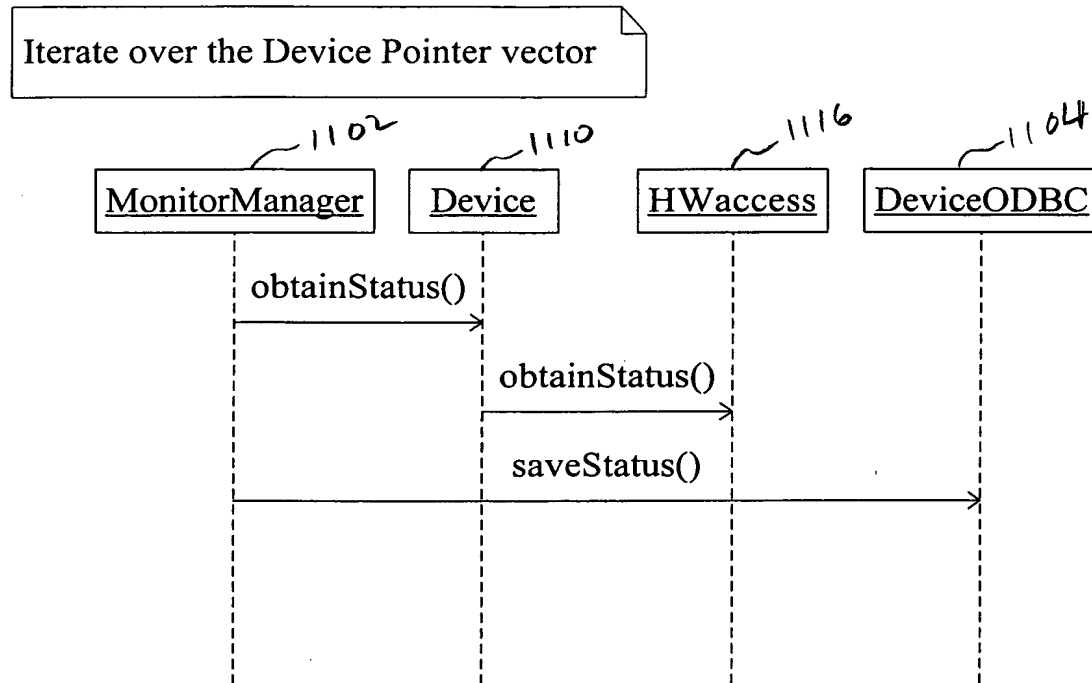 Iterate over the Device Pointer vector
1102 1110 1116 1104
MonitorManager Device HWaccess DeviceODBC
obtainStatus()
obtainStatus()
saveStatus()